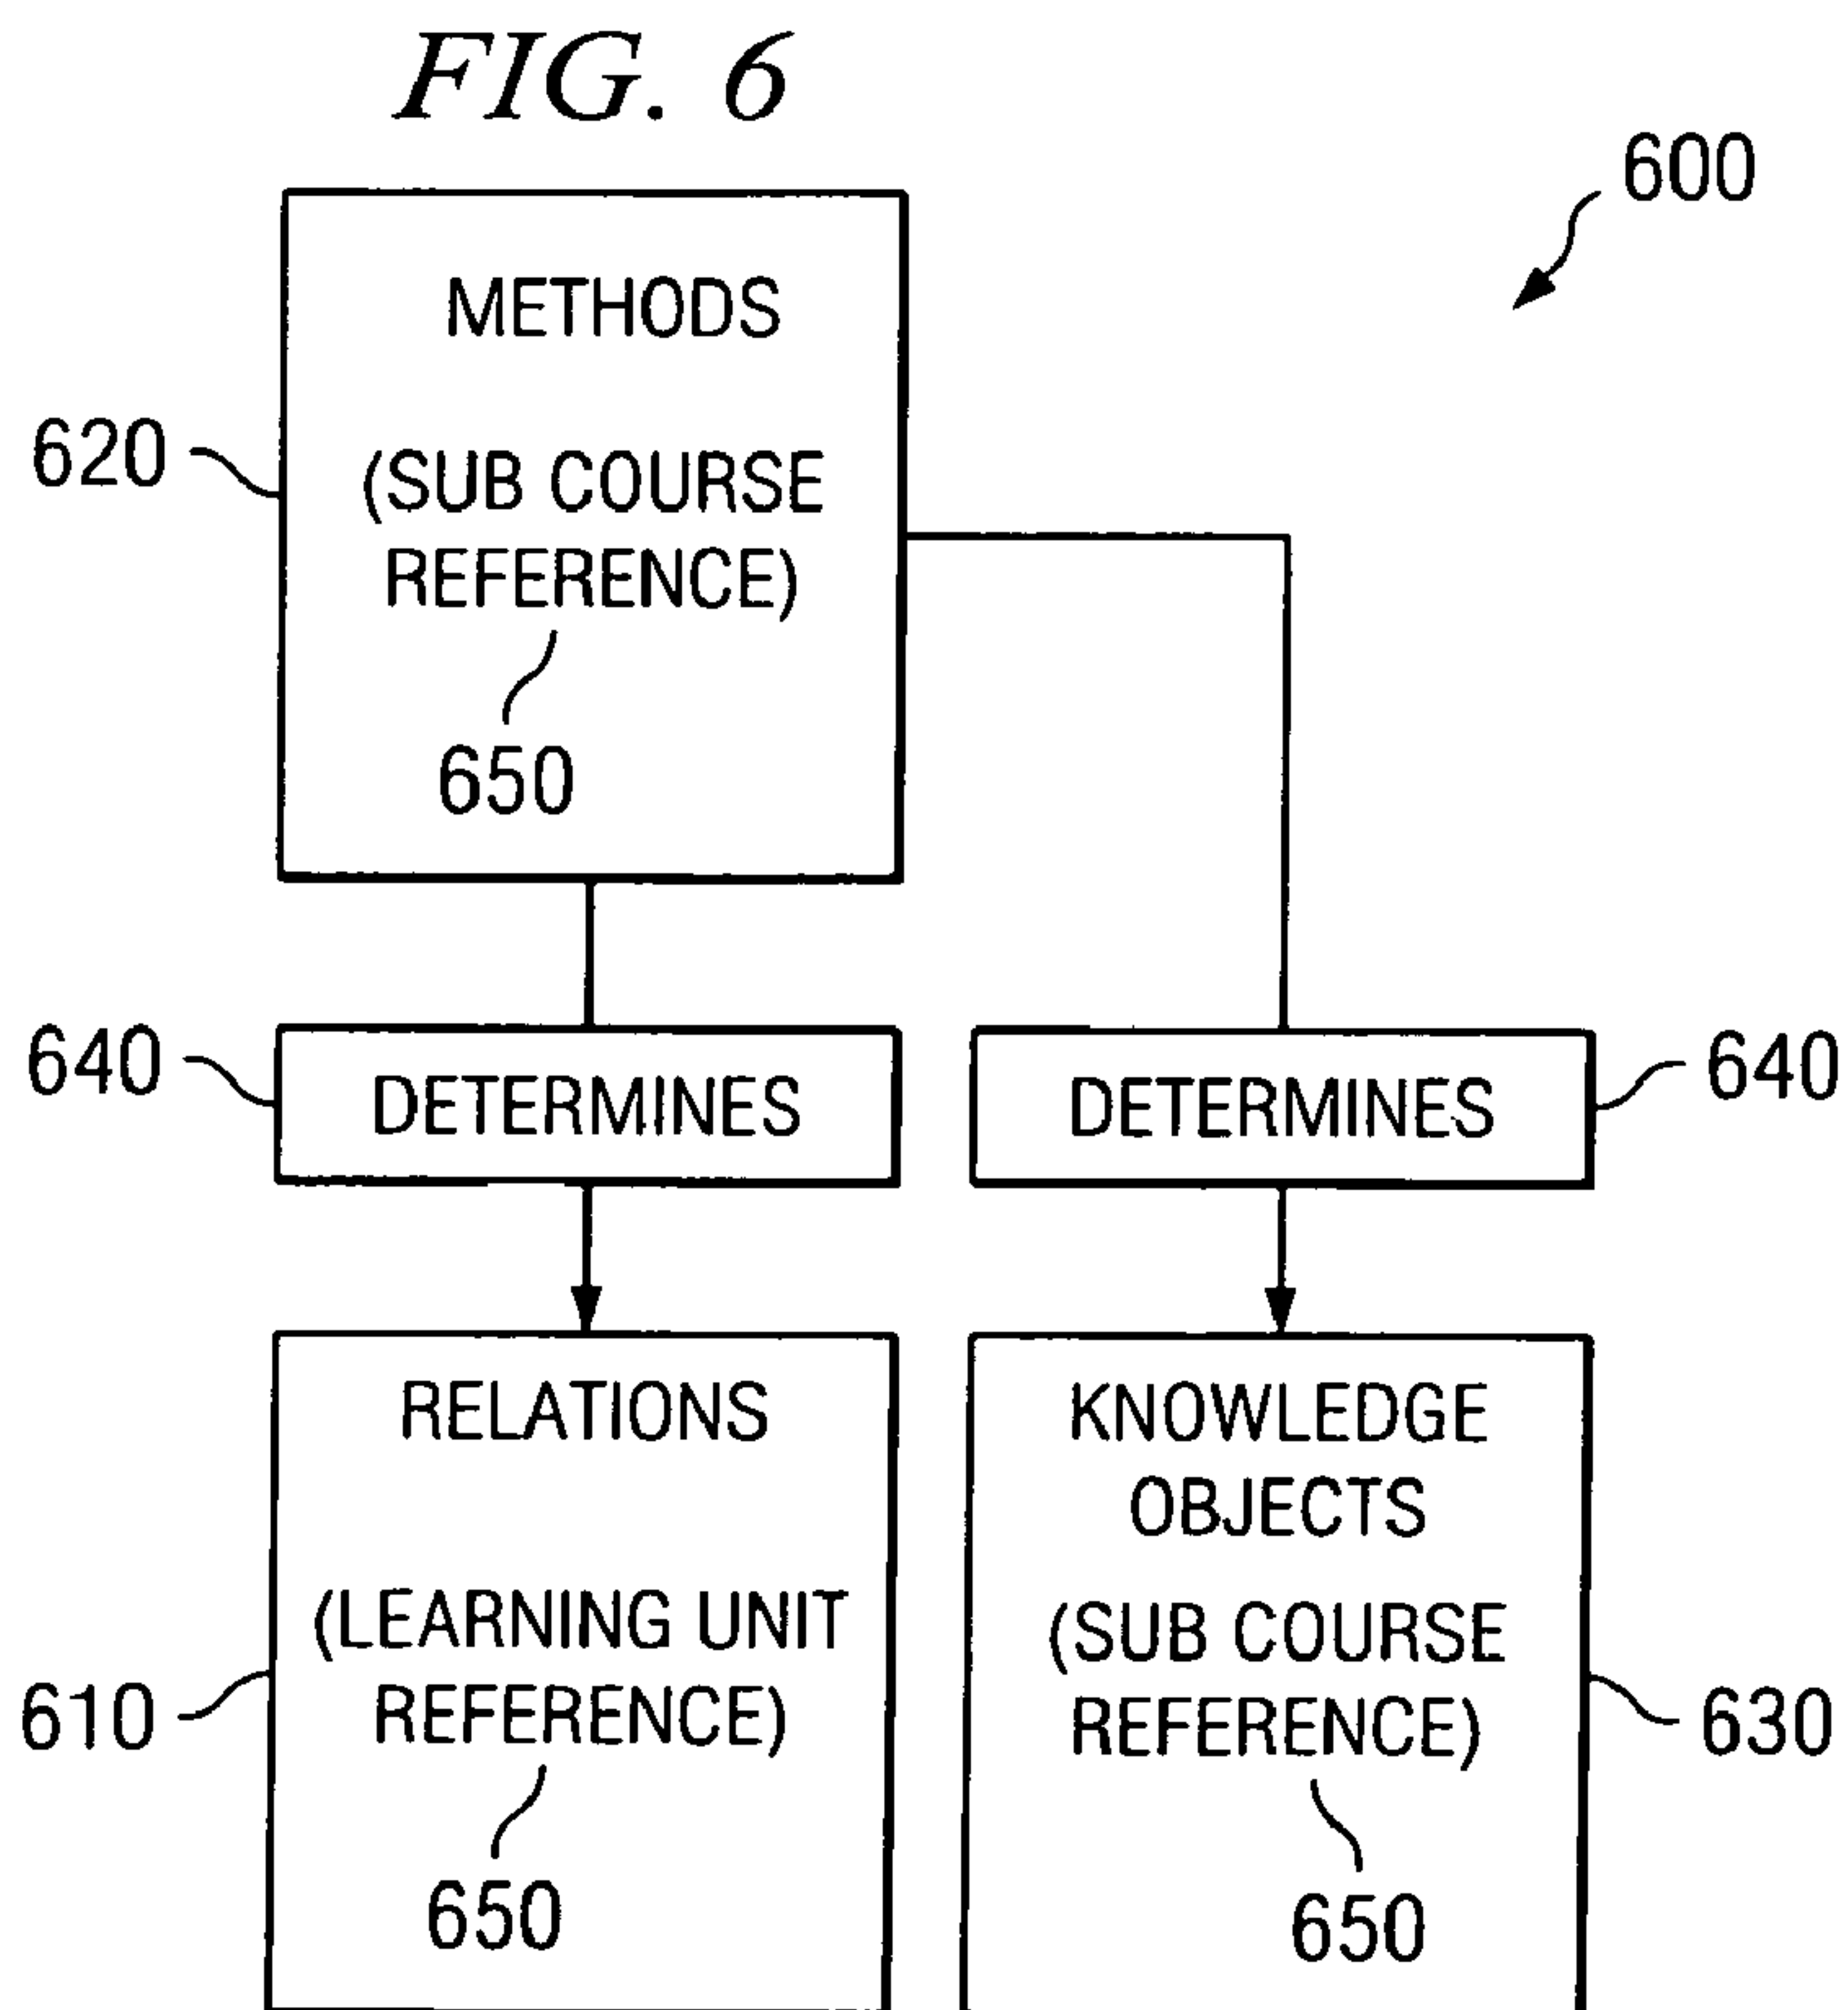 FIG. 6
600
METHODS
620
(SUB COURSE
REFERENCE)
650
640
DETERMINES
DETERMINES
640
RELATIONS
(LEARNING UNIT
REFERENCE)
610
650
KNOWLEDGE
OBJECTS
(SUB COURSE
REFERENCE)
630
650